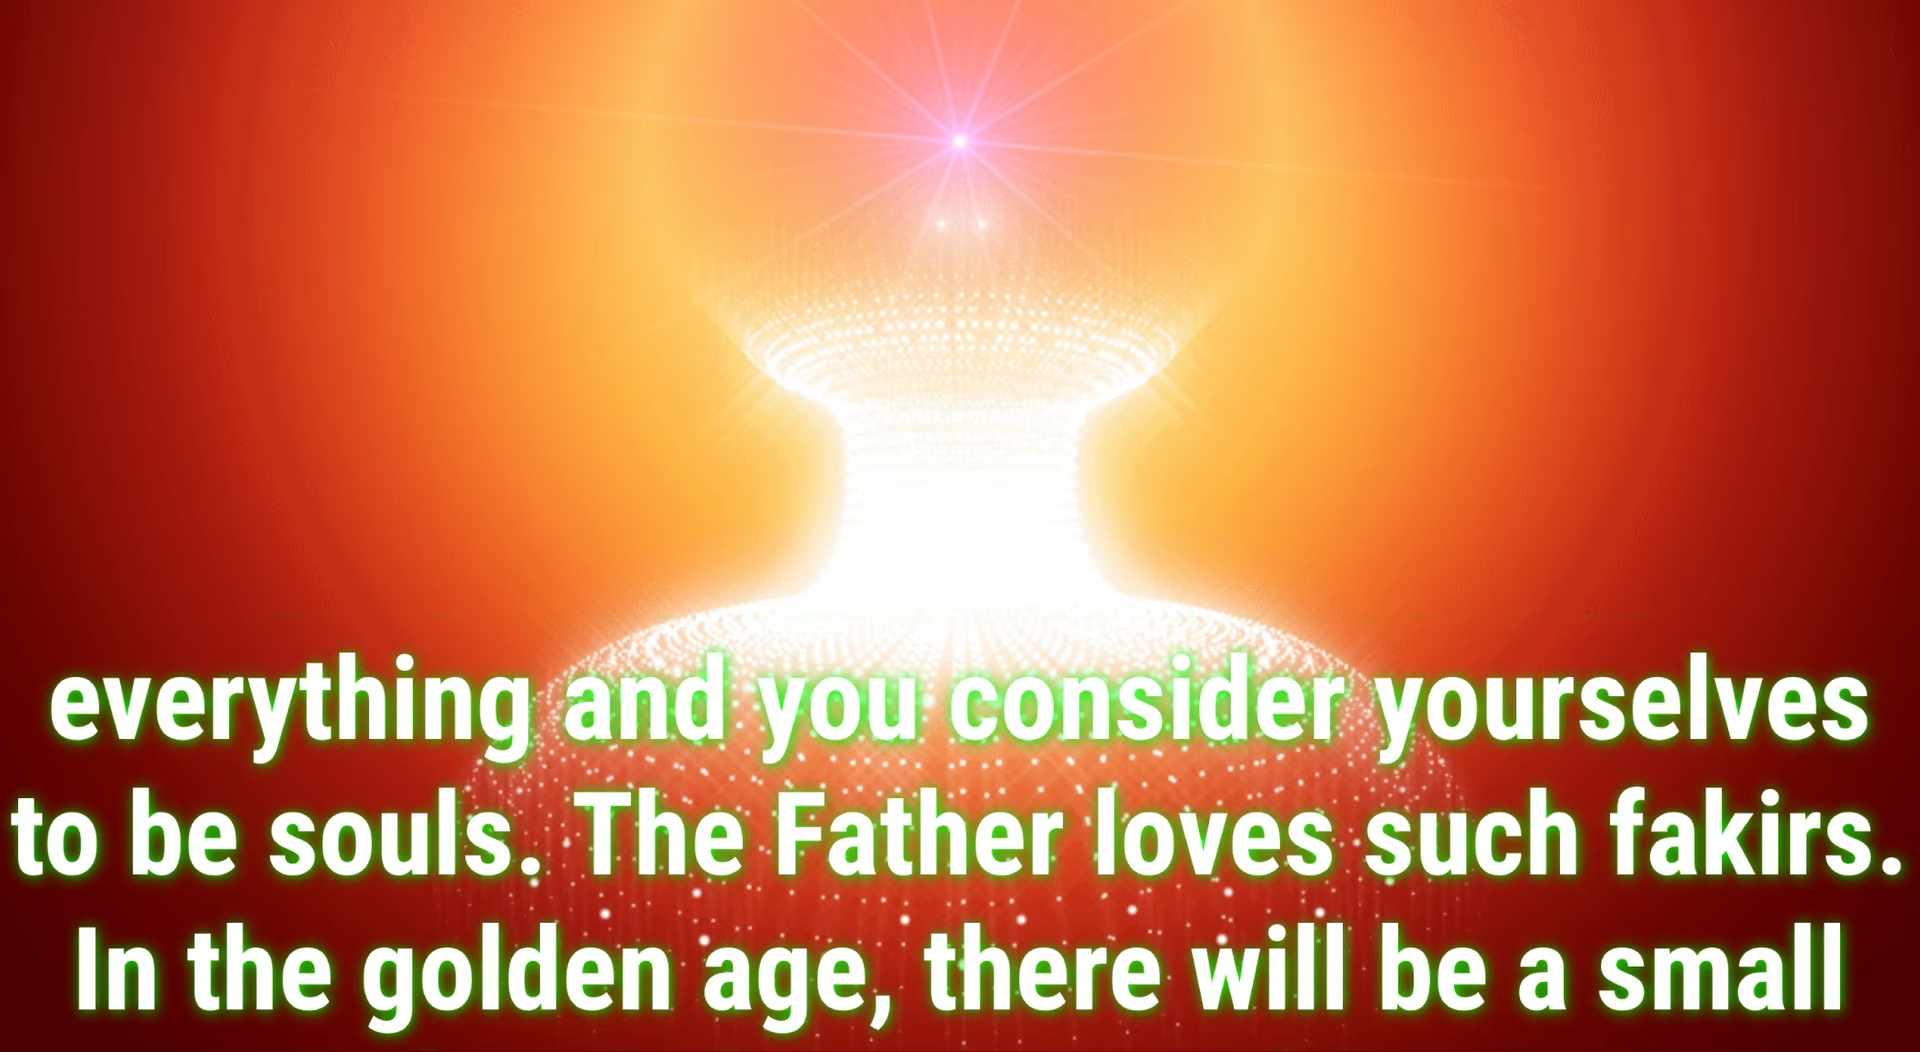 everything and you consider yourselves
to be souls. The Father loves such fakirs.
In the golden age, there will be a small